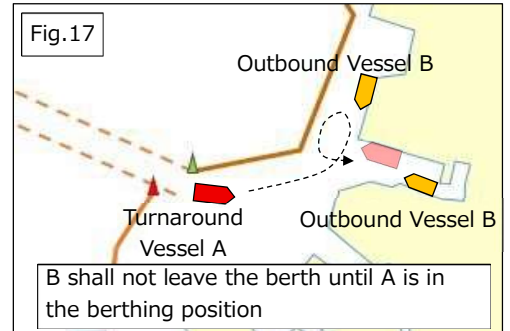 Fig.17
Outbound Vessel B
Turnaround
Vessel A
Outbound Vessel B
B shall not leave the berth until A is in
the berthing position